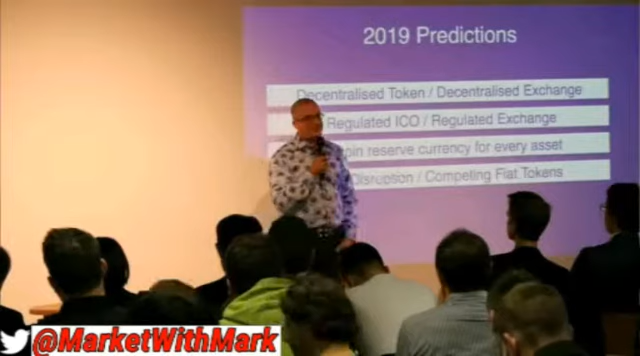 2019 Predictions
Decentralised Token / Decentralised Exchange
Regulated ICO / Regulated Exchange
reserve currency for every asset
Disruption / Competing Fiat Tokens
@MarketWithMark